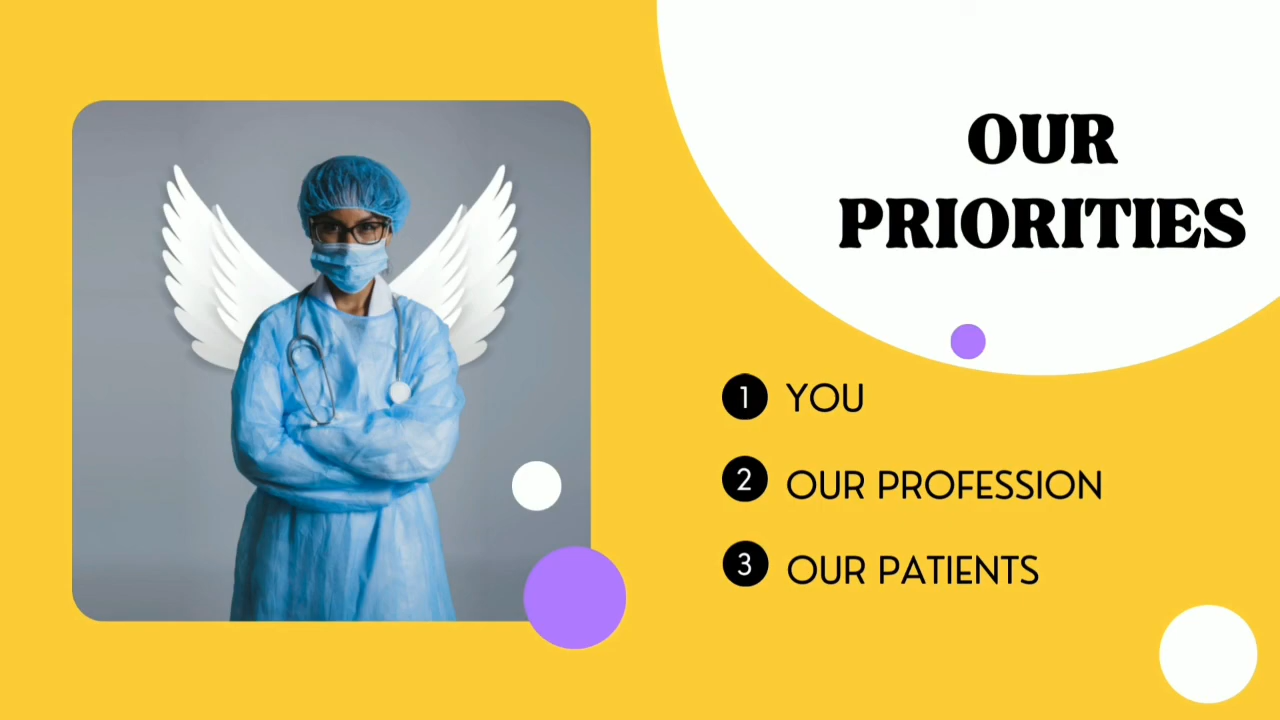 OUR
PRIORITIES
1 YOU
2 OUR PROFESSION
3 OUR PATIENTS